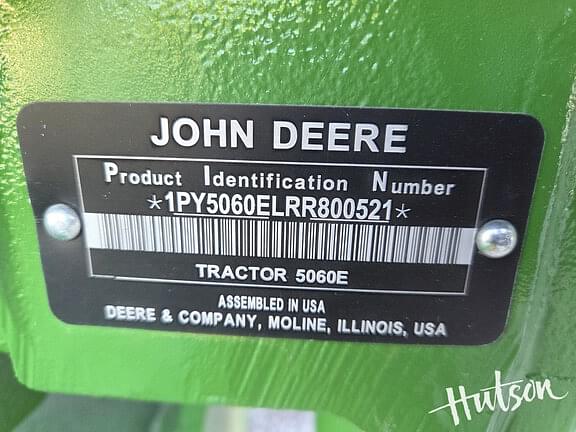 JOHN DEERE
Product Identification Number
*1PY5060ELRR800521*
TRACTOR 5060E
ASSEMBLED IN USA
DEERE & COMPANY, MOLINE, ILLINOIS, USA
Hutson